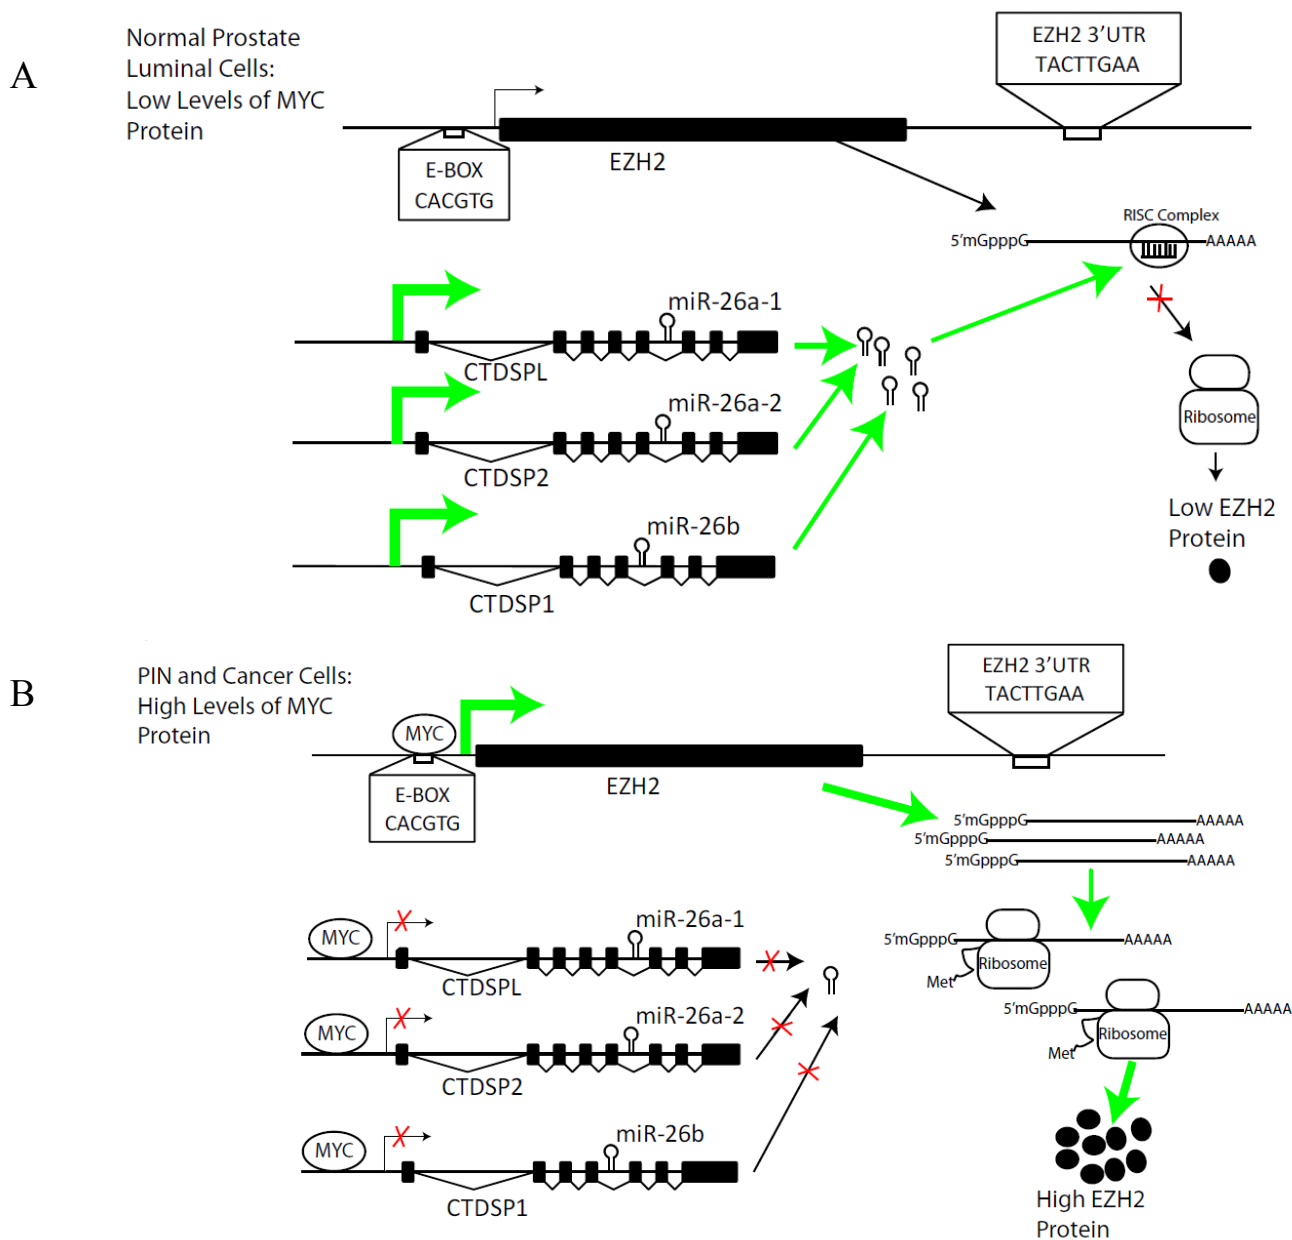 A
Normal Prostate
Luminal Cells:
Low Levels of MYC
Protein
EZH2 3'UTR
TACTTGAA
E-BOX
CACGTG
EZH2
RISC Complex
5'mGpppG
AAAAA
miR-26a-1
CTDSPL
miR-26a-2
CTDSP2
miR-26b
CTDSP1
Ribosome
Low EZH2
Protein
B
PIN and Cancer Cells:
High Levels of MYC
Protein
EZH2 3'UTR
TACTTGAA
MYC
E-BOX
CACGTG
EZH2
5'mGpppG AAAAA
5'mGpppG AAAAA
5'mGpppG AAAAA
MYC
miR-26a-1
CTDSPL
MYC
miR-26a-2
CTDSP2
MYC
miR-26b
CTDSP1
5'mGpppG AAAAA
Ribosome
Met
5'mGpppG AAAAA
Ribosome
Met
High EZH2
Protein